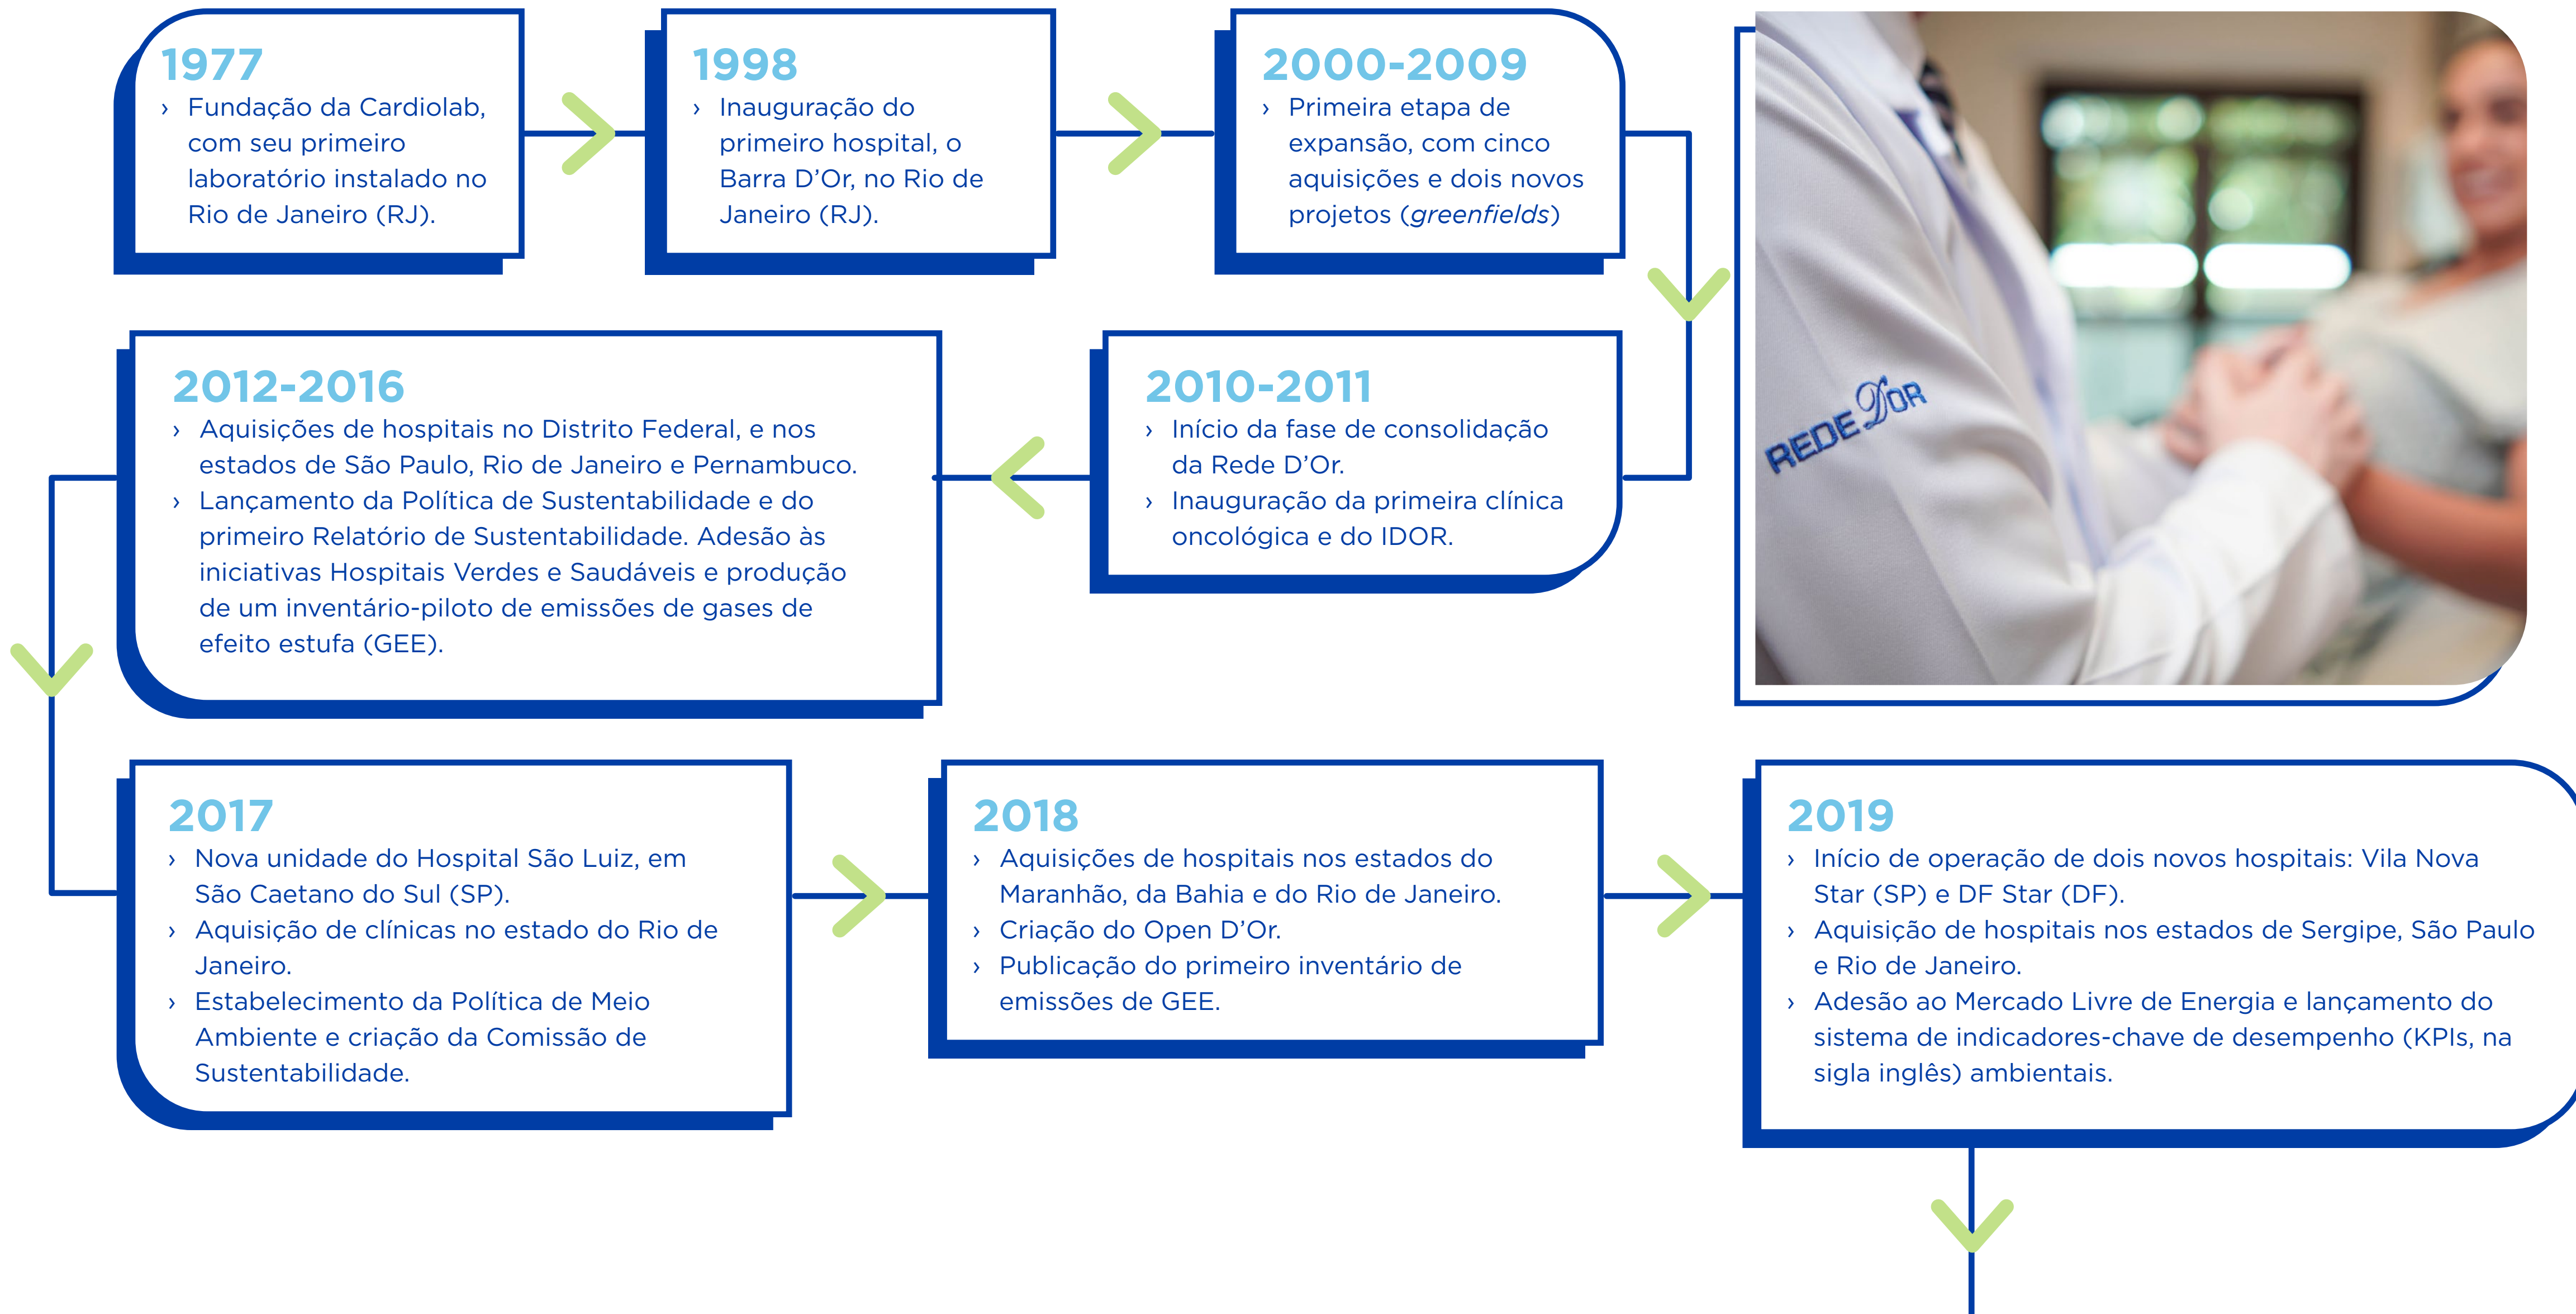 1977
› Fundação da Cardiolab,
com seu primeiro
laboratório instalado no
Rio de Janeiro (RJ).
1998
› Inauguração do
primeiro hospital, o
Barra D’Or, no Rio de
Janeiro (RJ).
2000-2009
› Primeira etapa de
expansão, com cinco
aquisições e dois novos
projetos (greenfields)
REDE D'OR
2010-2011
› Início da fase de consolidação
da Rede D’Or.
› Inauguração da primeira clínica
oncológica e do IDOR.
2012-2016
› Aquisições de hospitais no Distrito Federal, e nos
estados de São Paulo, Rio de Janeiro e Pernambuco.
› Lançamento da Política de Sustentabilidade e do
primeiro Relatório de Sustentabilidade. Adesão às
iniciativas Hospitais Verdes e Saudáveis e produção
de um inventário-piloto de emissões de gases de
efeito estufa (GEE).
2017
› Nova unidade do Hospital São Luiz, em
São Caetano do Sul (SP).
› Aquisição de clínicas no estado do Rio de
Janeiro.
› Estabelecimento da Política de Meio
Ambiente e criação da Comissão de
Sustentabilidade.
2018
› Aquisições de hospitais nos estados do
Maranhão, da Bahia e do Rio de Janeiro.
› Criação do Open D’Or.
› Publicação do primeiro inventário de
emissões de GEE.
2019
› Início de operação de dois novos hospitais: Vila Nova
Star (SP) e DF Star (DF).
› Aquisição de hospitais nos estados de Sergipe, São Paulo
e Rio de Janeiro.
› Adesão ao Mercado Livre de Energia e lançamento do
sistema de indicadores-chave de desempenho (KPIs, na
sigla inglês) ambientais.